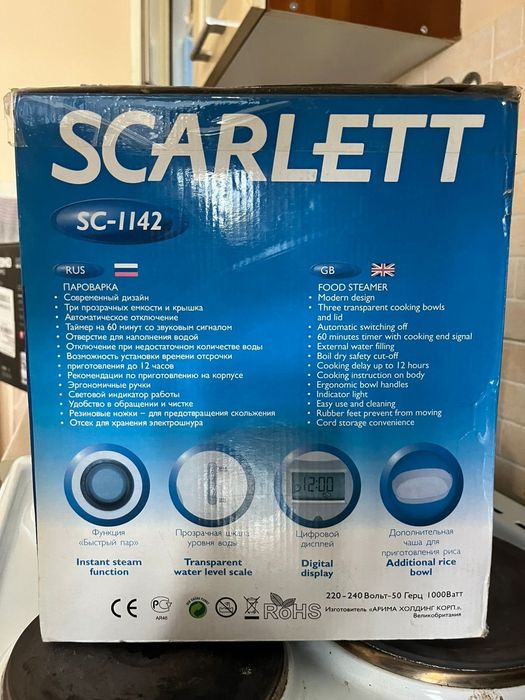 SCARLETT
SC-1142
RUS
ПАРОВАРКА
• Современный дизайн
• Три прозрачных емкости и крышка
• Автоматическое отключение
• Таймер на 60 минут со звуковым сигналом
• Отверстие для наполнения водой
• Отключение при недостаточном количестве воды
• Возможность установки времени отсрочки
• приготовления до 12 часов
• Рекомендации по приготовлению на корпусе
• Эргономичные ручки
• Световой индикатор работы
• Удобство в обращении и чистке
• Резиновые ножки – для предотвращения скольжения
• Отсек для хранения электрошнура
GB
FOOD STEAMER
• Modern design
• Three transparent cooking bowls
and lid
• Automatic switching off
• 60 minutes timer with cooking end signal
• External water filling
• Boil dry safety cut-off
• Cooking delay up to 12 hours
• Cooking instruction on body
• Ergonomic bowl handles
• Indicator light
• Easy use and cleaning
• Rubber feet prevent from moving
• Cord storage convenience
12:00
Функция
«Быстрый пар»
Instant steam
function
Прозрачная шкала
уровня воды
Transparent
water level scale
Цифровой
дисплей
Digital
display
Дополнительная
чаша для
приготовления риса
Additional rice
bowl
220-240 Вольт-50 Герц 1000Ватт
CE
АЯ46
RoHS
Изготовитель «АРИМА ХОЛДИНГ КОРП.».
Великобритания